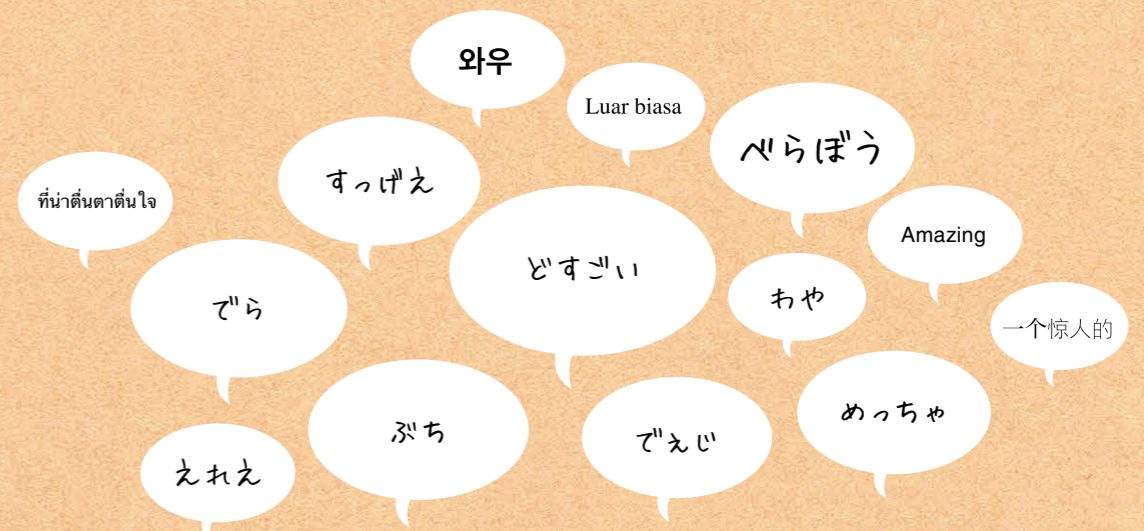 와우
Luar biasa
べらぼう
すっげえ
ที่น่าตื่นตาตื่นใจ
Amazing
どすごい
わや
でら
一个惊人的
めっちゃ
ぶち
でぇじ
えれえ